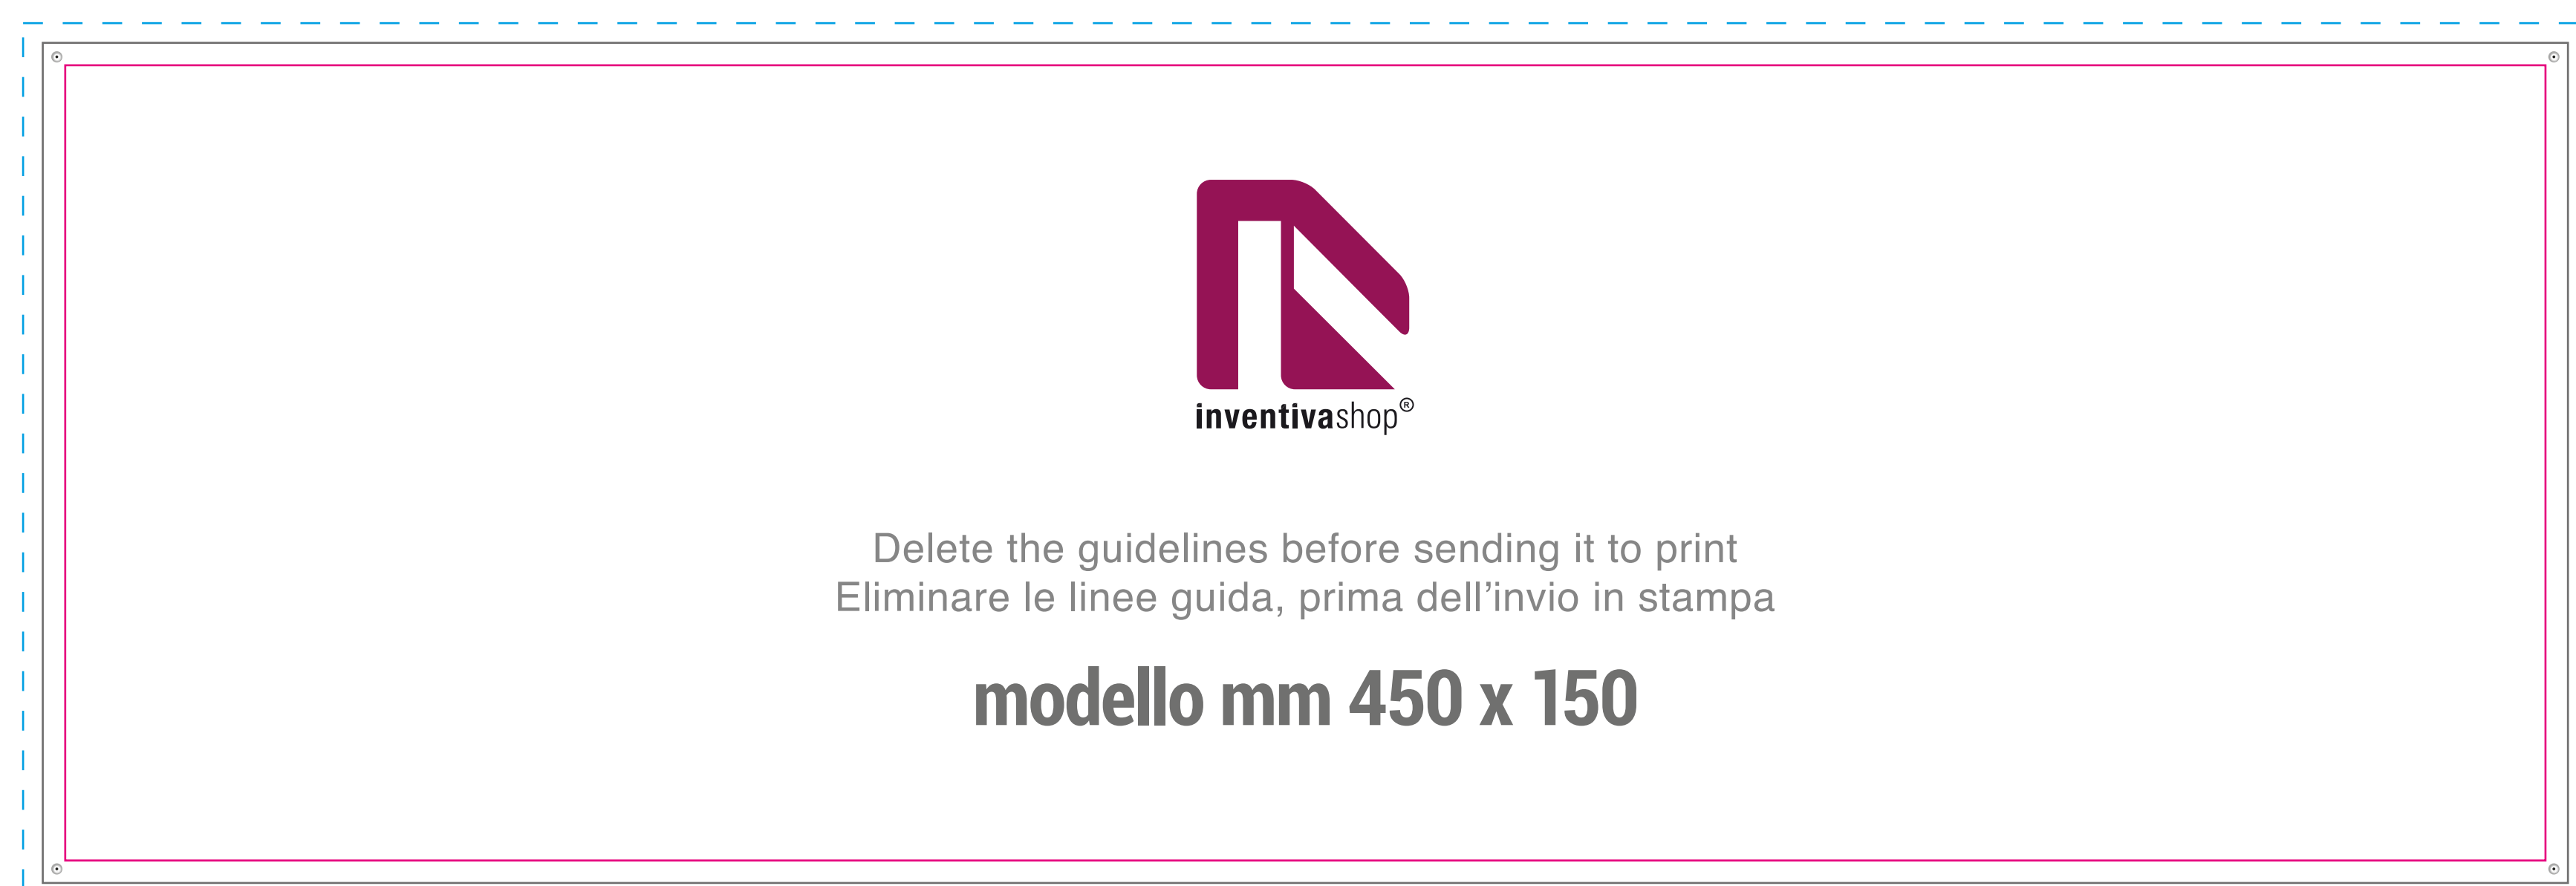 inventivashop®
Delete the guidelines before sending it to print
Eliminare le linee guida, prima dell’invio in stampa
modello mm 450 x 150